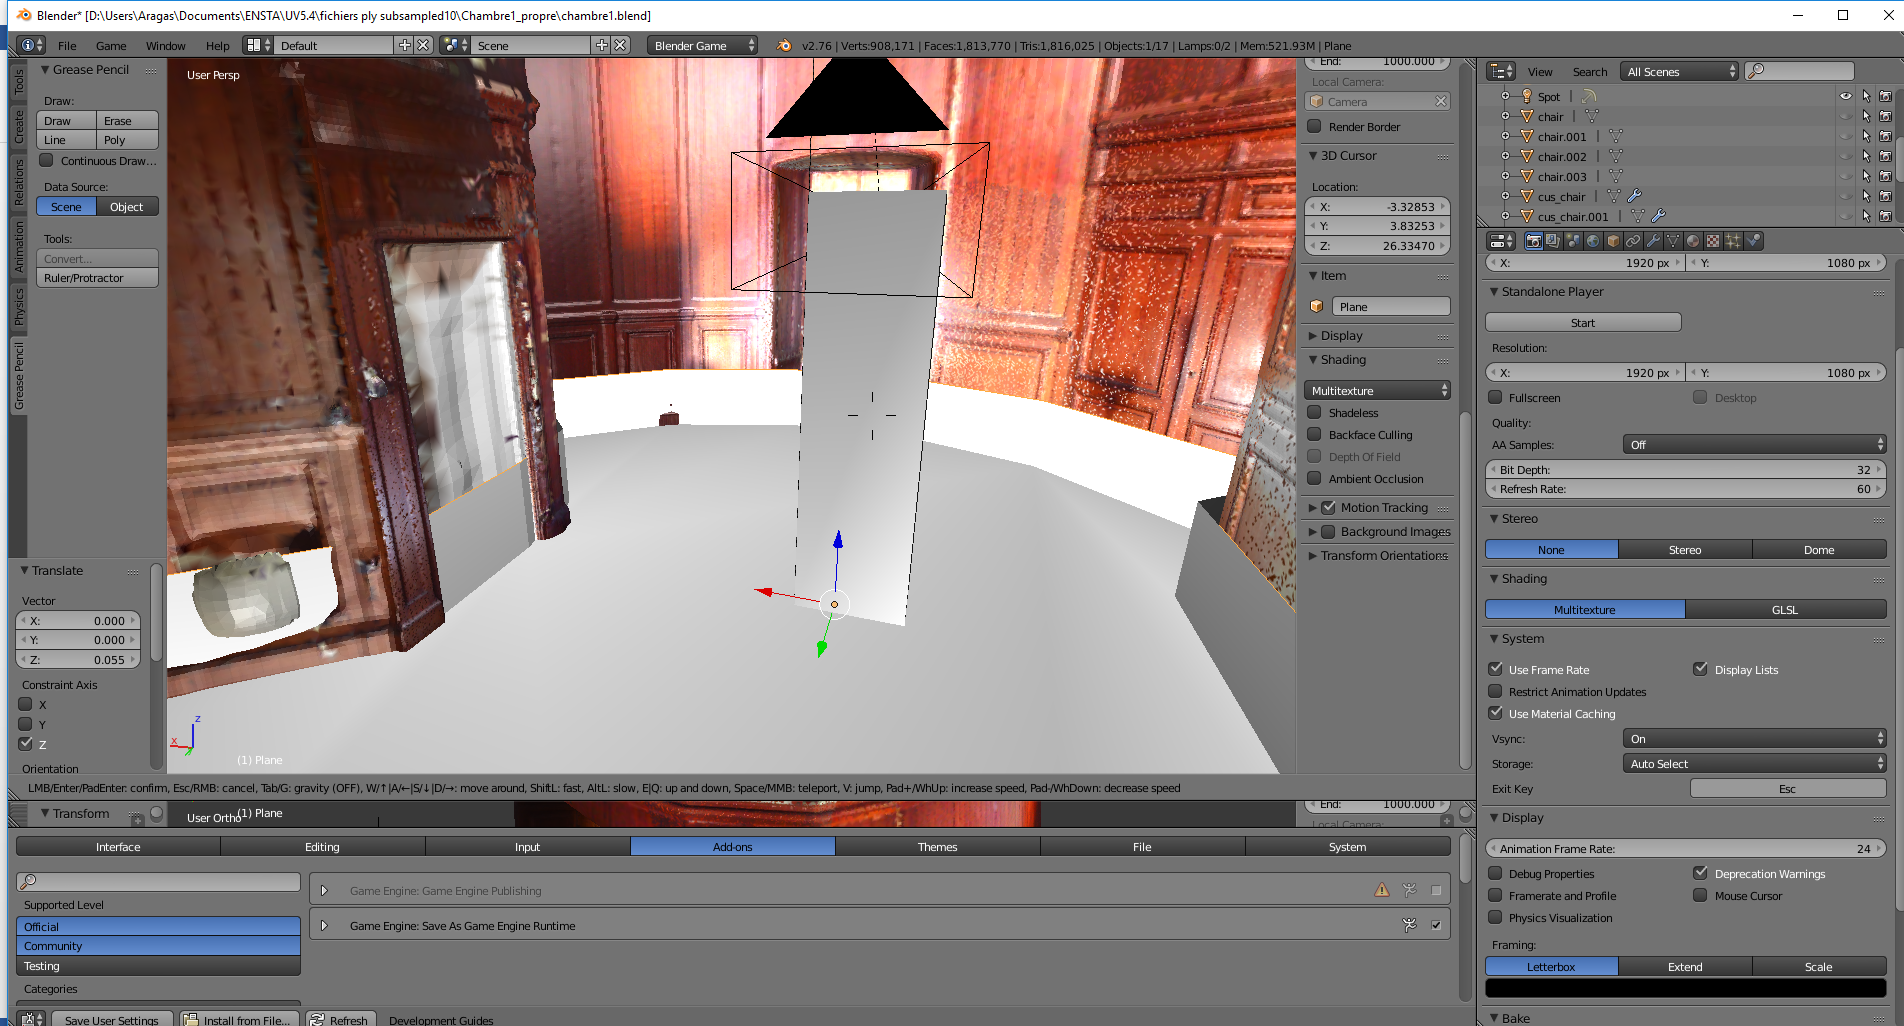 Blender* [D:\Users\Aragas\Documents\ENSTA\UV5.4\fichiers ply subsampled10\Chambre1_propre\chambre1.blend]
File Game Window Help Default Scene Blender Game v2.76 | Verts:908,171 | Faces:1,813,770 | Tris:1,816,025 | Objects:1/17 | Lamps:0/2 | Mem:521.93M | Plane
Tools
Create
Relations
Animation
Physics
Grease Pencil
Grease Pencil
Draw:
Draw Erase
Line Poly
Continuous Draw...
Data Source:
Scene Object
Tools:
Convert...
Ruler/Protractor
Translate
Vector
X: 0.000
Y: 0.000
Z: 0.055
Constraint Axis
X
Y
Z
Orientation
User Persp
z
x
y
(1) Plane
End: 1000.000
Local Camera:
Camera
Render Border
3D Cursor
Location:
X: -3.32853
Y: 3.83253
Z: 26.33470
Item
Plane
Display
Shading
Multitexture
Shadeless
Backface Culling
Depth Of Field
Ambient Occlusion
Motion Tracking
Background Images
Transform Orientations
LMB/Enter/PadEnter: confirm, Esc/RMB: cancel, Tab/G: gravity (OFF), W/↑|A/←|S/↓|D/→: move around, ShiftL: fast, AltL: slow, E|Q: up and down, Space/MMB: teleport, V: jump, Pad+/WhUp: increase speed, Pad-/WhDown: decrease speed
Transform
User Ortho
(1) Plane
End: 1000.000
Local Camera:
Interface Editing Input Add-ons Themes File System
Supported Level
Official
Community
Testing
Categories
Game Engine: Game Engine Publishing
Game Engine: Save As Game Engine Runtime
Save User Settings Install from File... Refresh Development Guides
View Search All Scenes
Spot
chair
chair.001
chair.002
chair.003
cus_chair
cus_chair.001
X: 1920 px Y: 1080 px
Standalone Player
Start
Resolution:
X: 1920 px Y: 1080 px
Fullscreen Desktop
Quality:
AA Samples: Off
Bit Depth: 32
Refresh Rate: 60
Stereo
None Stereo Dome
Shading
Multitexture GLSL
System
Use Frame Rate Display Lists
Restrict Animation Updates
Use Material Caching
Vsync: On
Storage: Auto Select
Exit Key Esc
Display
Animation Frame Rate: 24
Debug Properties Deprecation Warnings
Framerate and Profile Mouse Cursor
Physics Visualization
Framing:
Letterbox Extend Scale
Bake